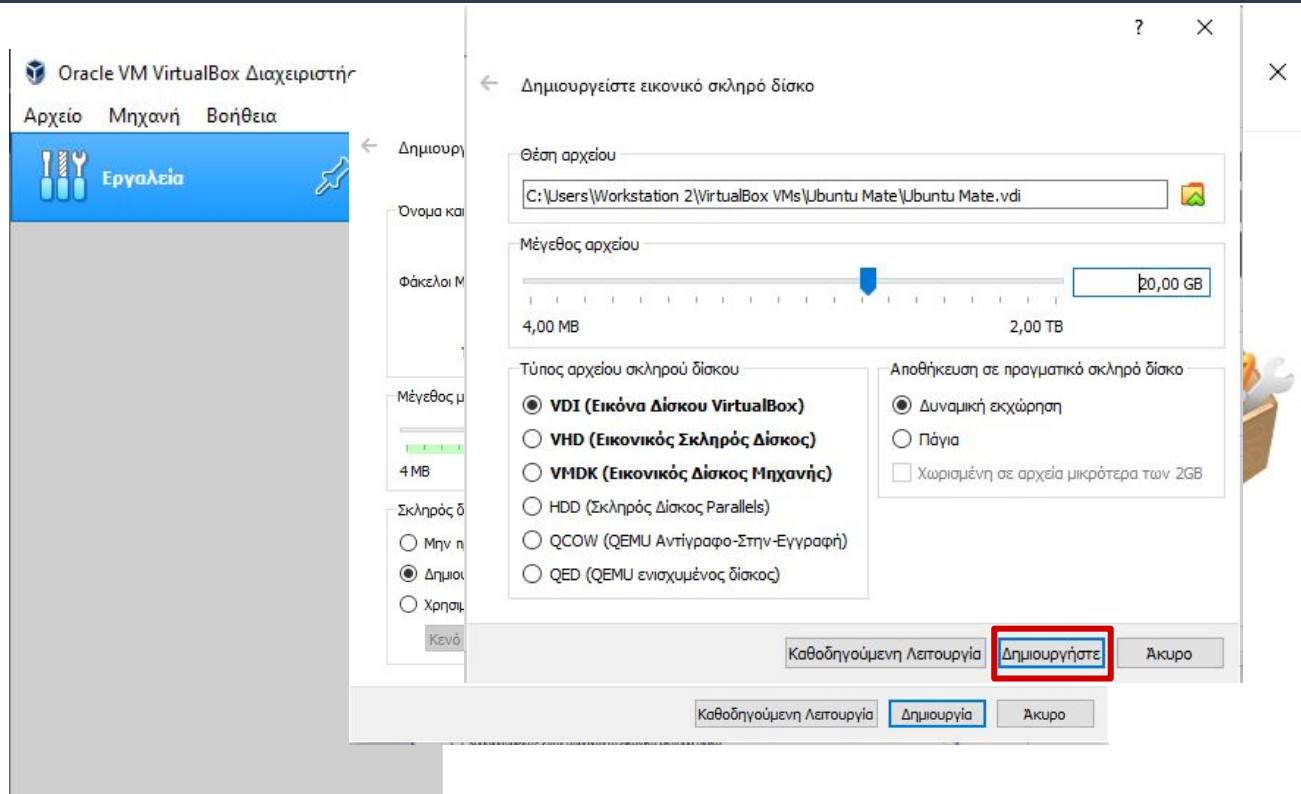 Oracle VM VirtualBox Διαχειριστής
Αρχείο Μηχανή Βοήθεια
Εργαλεία
Δημιουργ
Όνομα και
Φάκελοι Μ
Μέγεθος μ
4 MB
Σκληρός δ
Μην π
Δημιου
Χρησιμ
Κενό
Καθοδηγούμενη Λειτουργία Δημιουργία Άκυρο
?
Δημιουργείστε εικονικό σκληρό δίσκο
Θέση αρχείου
C:\Users\Workstation 2\VirtualBox VMs\Ubuntu Mate\Ubuntu Mate.vdi
Μέγεθος αρχείου
20,00 GB
4,00 MB 2,00 TB
Τύπος αρχείου σκληρού δίσκου
VDI (Εικόνα Δίσκου VirtualBox)
VHD (Εικονικός Σκληρός Δίσκος)
VMDK (Εικονικός Δίσκος Μηχανής)
HDD (Σκληρός Δίσκος Parallels)
QCOW (QEMU Αντίγραφο-Στην-Εγγραφή)
QED (QEMU ενισχυμένος δίσκος)
Αποθήκευση σε πραγματικό σκληρό δίσκο
Δυναμική εκχώρηση
Πάγια
Χωρισμένη σε αρχεία μικρότερα των 2GB
Καθοδηγούμενη Λειτουργία Δημιουργήστε Άκυρο